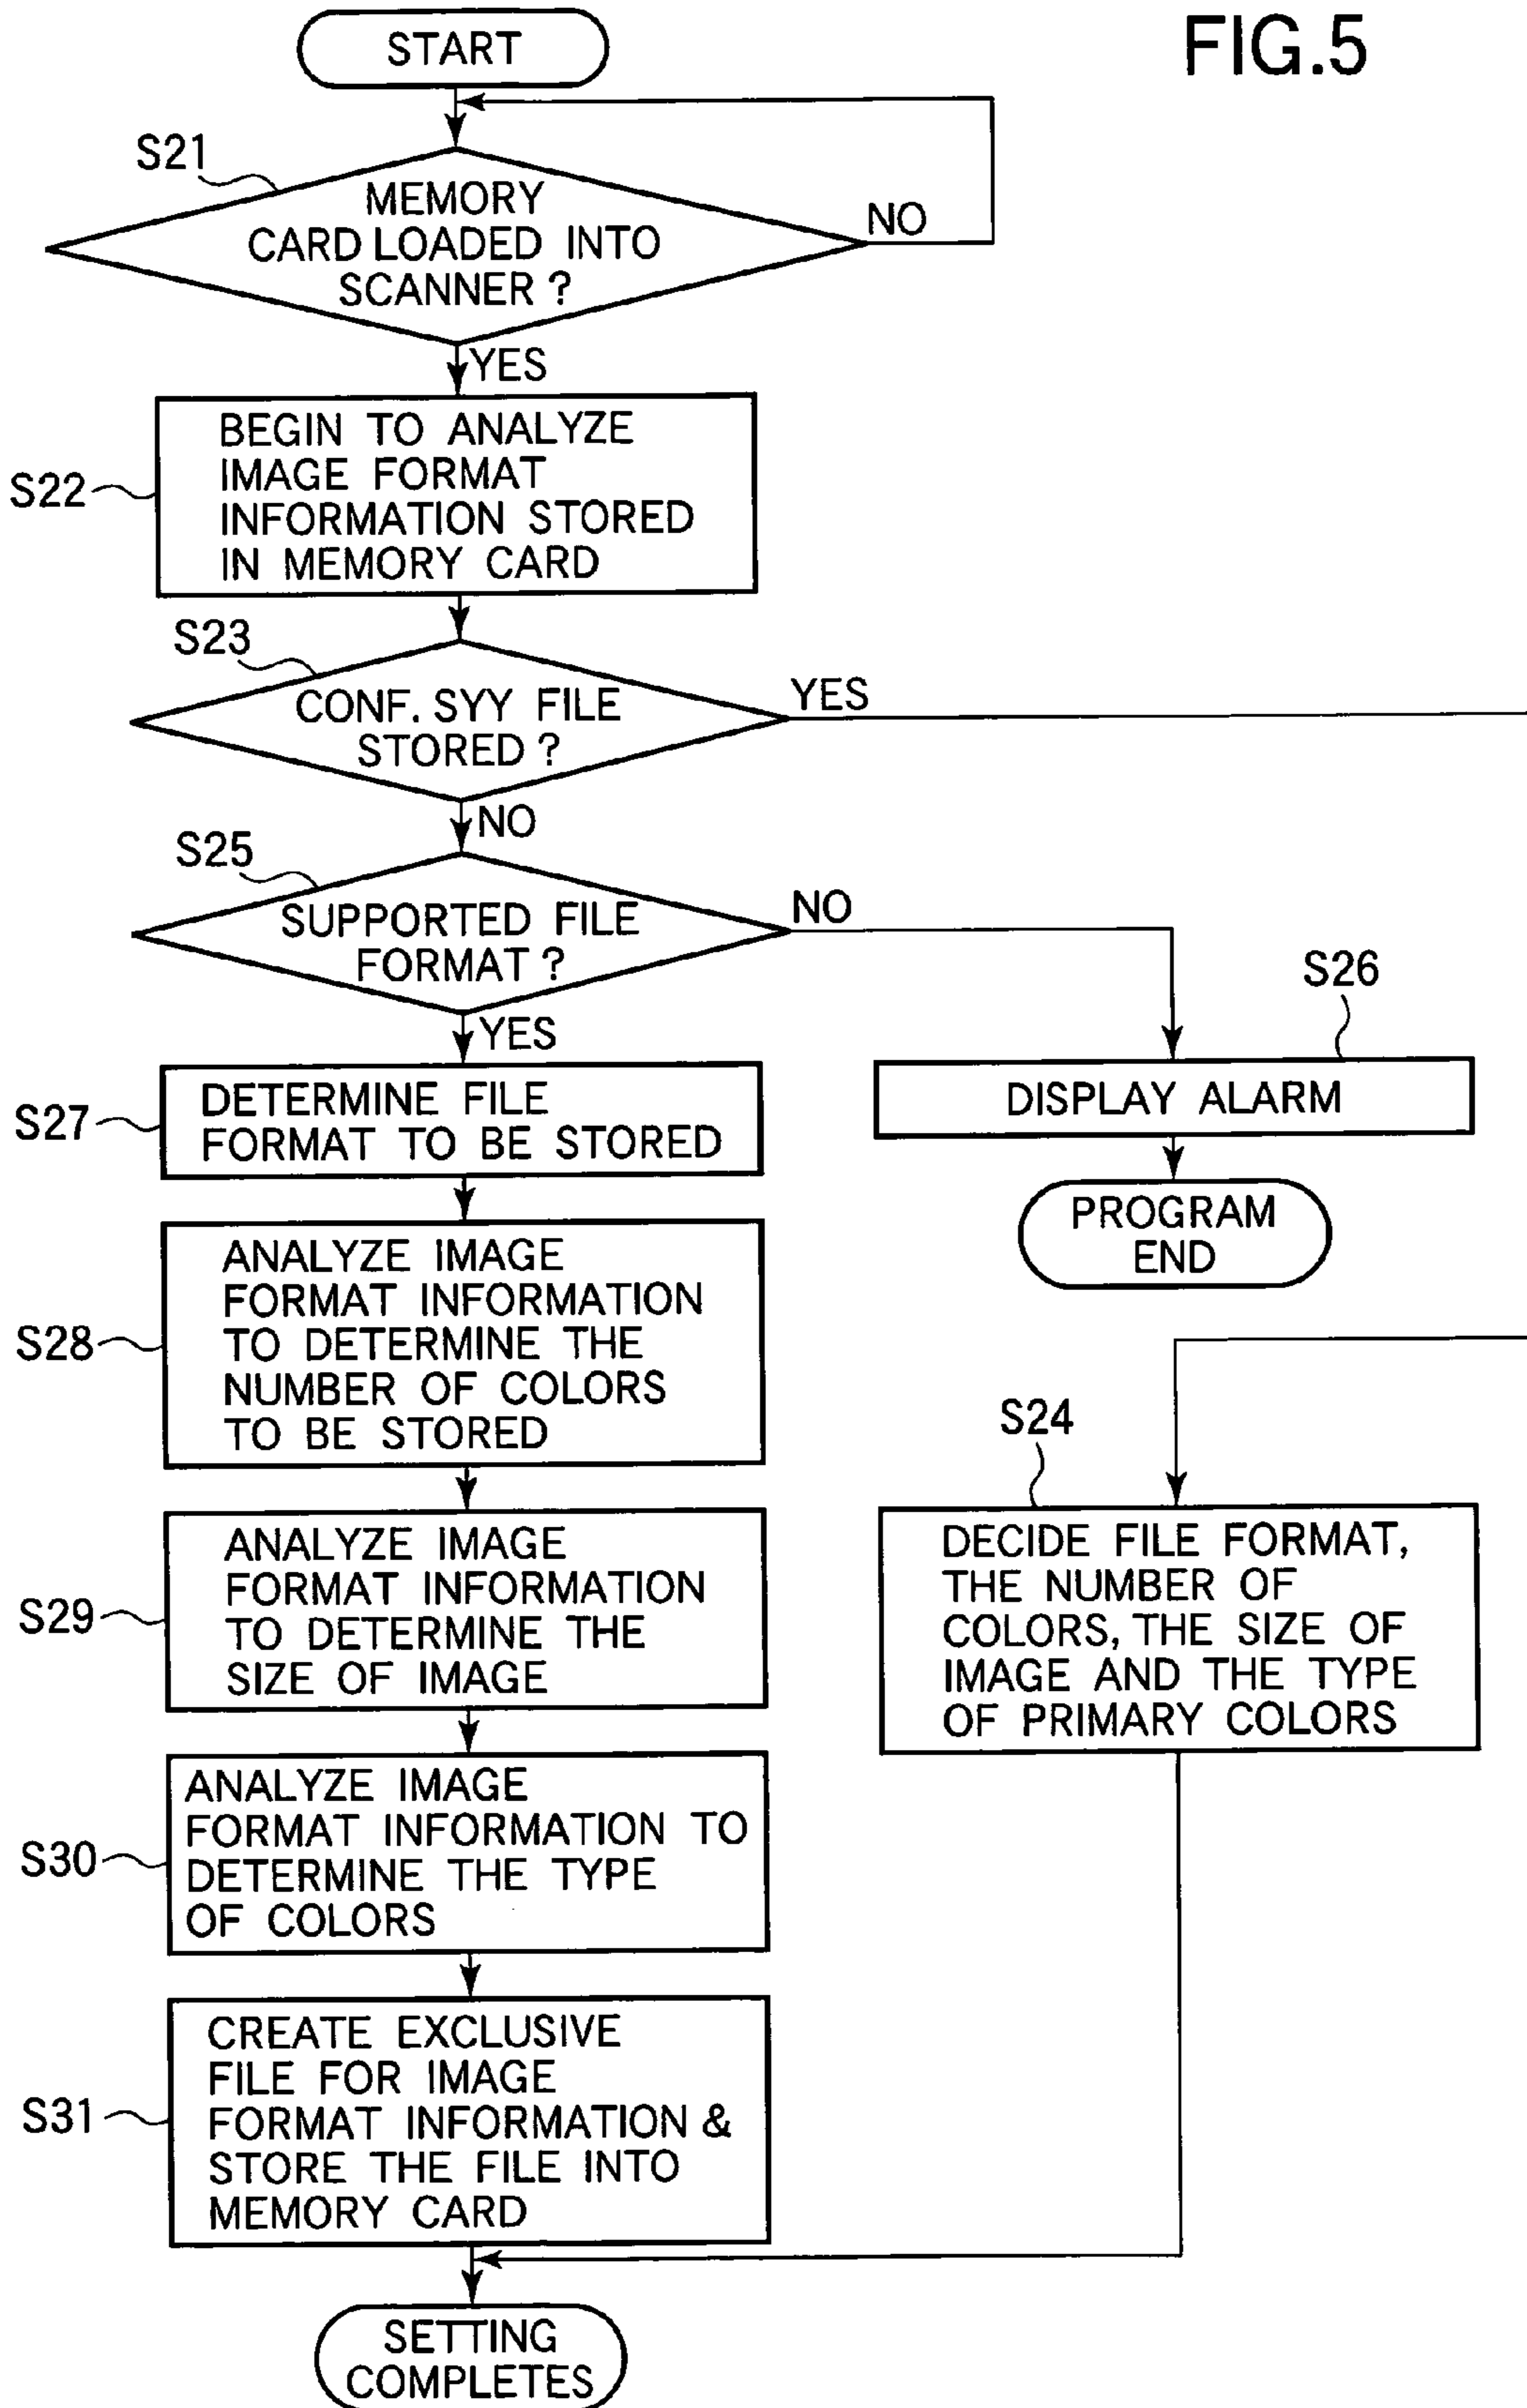 FIG.5
START
S21
MEMORY
CARD LOADED INTO
SCANNER ?
NO
YES
S22
BEGIN TO ANALYZE
IMAGE FORMAT
INFORMATION STORED
IN MEMORY CARD
S23
CONF. SYY FILE
STORED ?
YES
NO
S25
SUPPORTED FILE
FORMAT ?
NO
YES
S26
DISPLAY ALARM
PROGRAM
END
S27
DETERMINE FILE
FORMAT TO BE STORED
S28
ANALYZE IMAGE
FORMAT INFORMATION
TO DETERMINE THE
NUMBER OF COLORS
TO BE STORED
S24
DECIDE FILE FORMAT,
THE NUMBER OF
COLORS, THE SIZE OF
IMAGE AND THE TYPE
OF PRIMARY COLORS
S29
ANALYZE IMAGE
FORMAT INFORMATION
TO DETERMINE THE
SIZE OF IMAGE
S30
ANALYZE IMAGE
FORMAT INFORMATION TO
DETERMINE THE TYPE
OF COLORS
S31
CREATE EXCLUSIVE
FILE FOR IMAGE
FORMAT INFORMATION &
STORE THE FILE INTO
MEMORY CARD
SETTING
COMPLETES